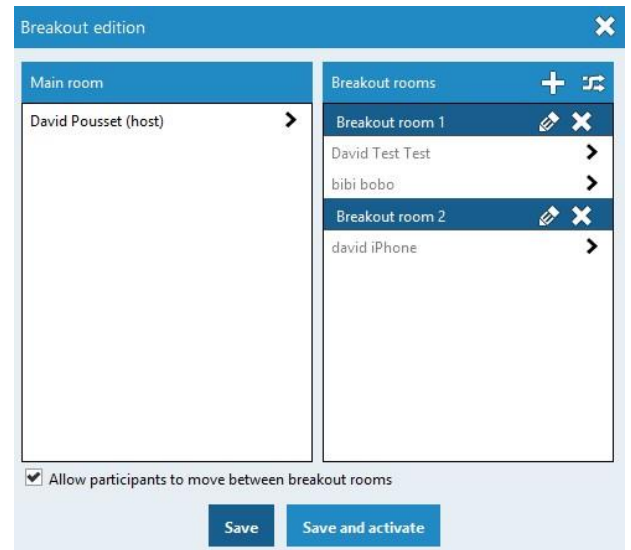 Breakout edition
Main room
David Pousset (host)
Breakout rooms
Breakout room 1
David Test Test
bibi bobo
Breakout room 2
david iPhone
Allow participants to move between breakout rooms
Save
Save and activate